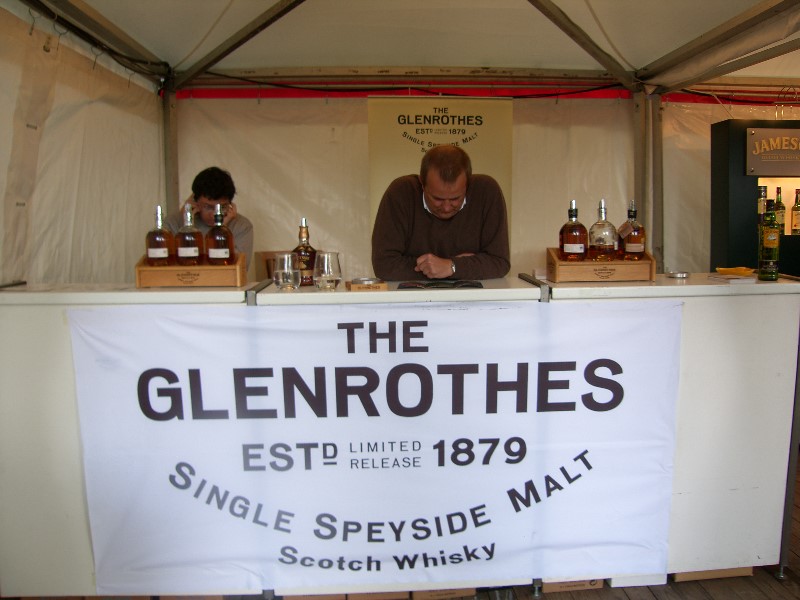 THE
GLENROTHES
ESTD 1879
SINGLE SPEYSIDE MALT
JAMES
THE
GLENROTHES
ESTD LIMITED RELEASE 1879
SINGLE SPEYSIDE MALT
Scotch Whisky